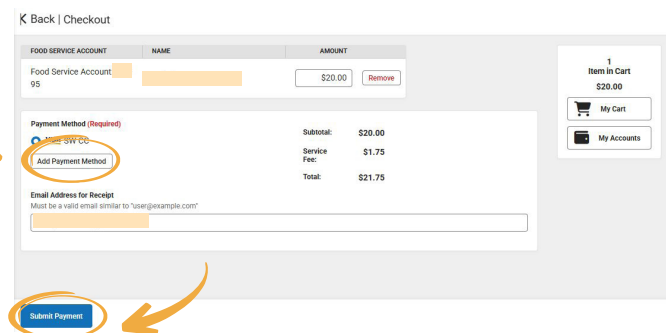 Back | Checkout
FOOD SERVICE ACCOUNT NAME AMOUNT
Food Service Account
95
$20.00 Remove
1
Item in Cart
$20.00
My Cart
My Accounts
Payment Method (Required)
SW CC
Add Payment Method
Subtotal: $20.00
Service
Fee: $1.75
Total: $21.75
Email Address for Receipt
Must be a valid email similar to "user@example.com"
Submit Payment